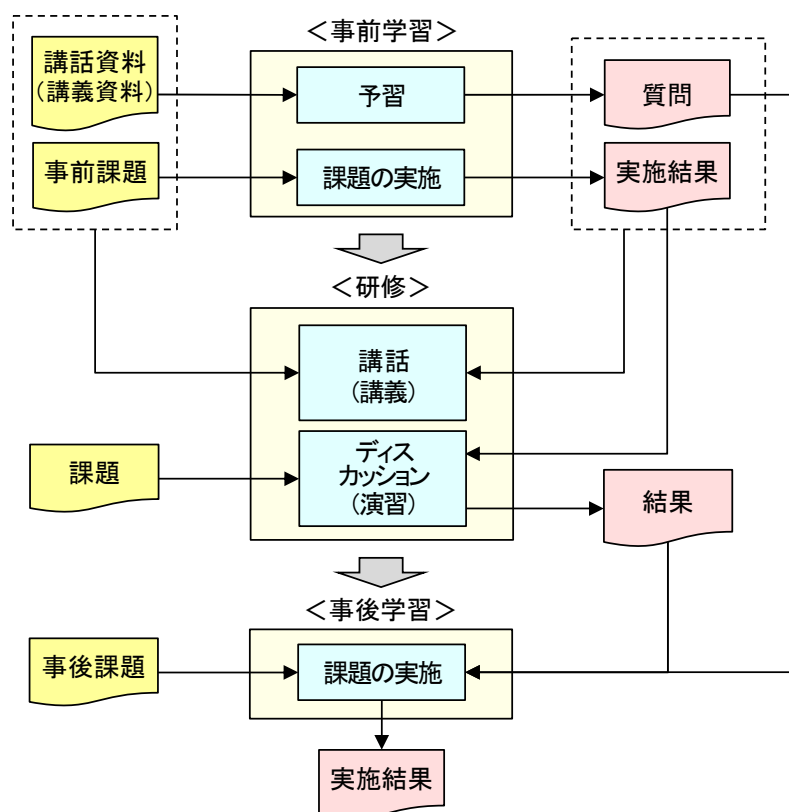 ＜事前学習＞
講話資料
（講義資料）
予習
質問
事前課題
課題の実施
実施結果
＜研修＞
講話
（講義）
課題
ディス
カッション
（演習）
結果
＜事後学習＞
事後課題
課題の実施
実施結果